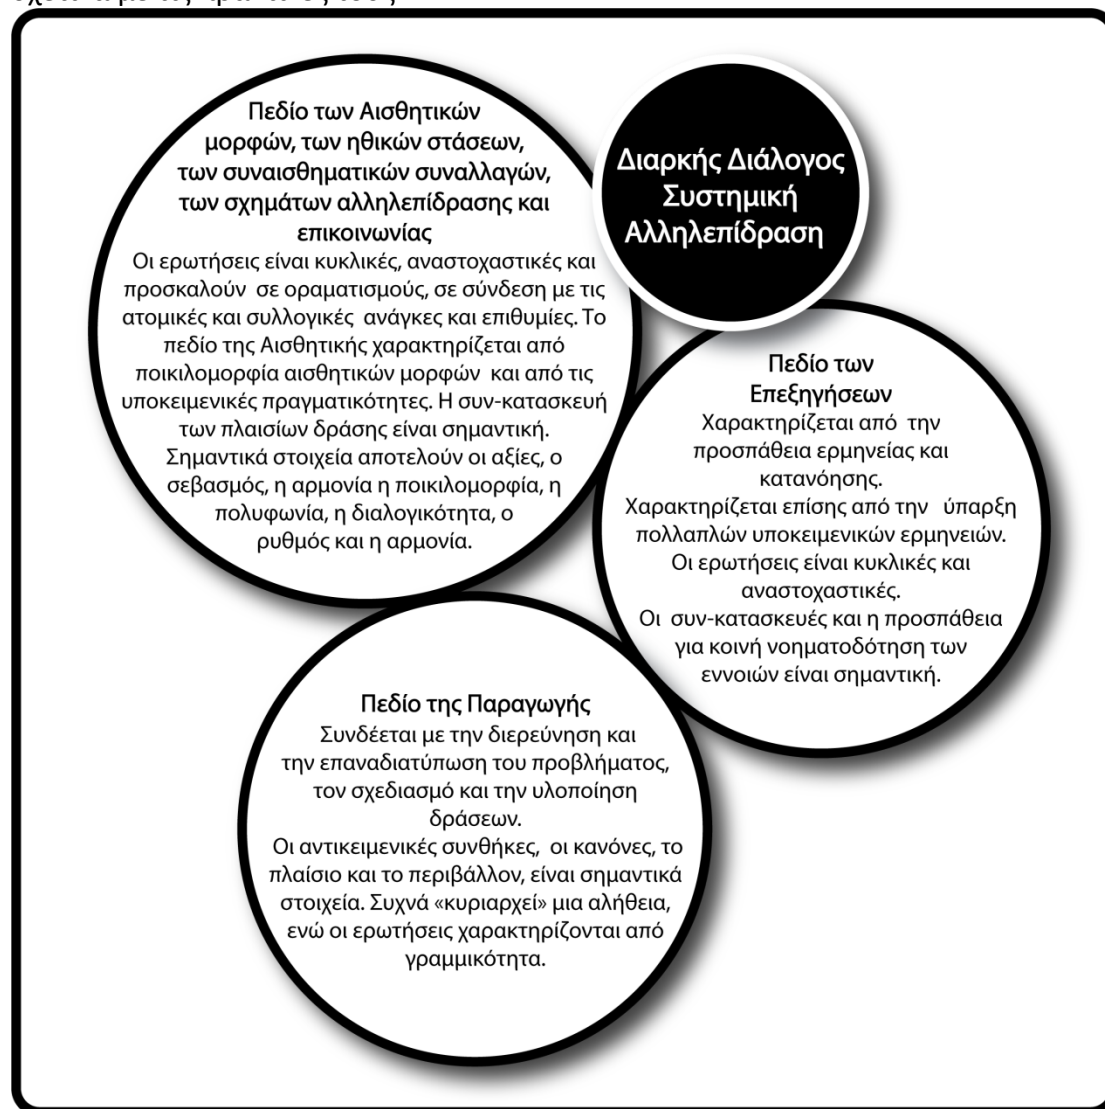 Πεδίο των Αισθητικών
μορφών, των ηθικών στάσεων,
των συναισθηματικών συναλλαγών,
των σχημάτων αλληλεπίδρασης και
επικοινωνίας
Οι ερωτήσεις είναι κυκλικές, αναστοχαστικές και
προσκαλούν σε οραματισμούς, σε σύνδεση με τις
ατομικές και συλλογικές ανάγκες και επιθυμίες. Το
πεδίο της Αισθητικής χαρακτηρίζεται από
ποικιλομορφία αισθητικών μορφών και από τις
υποκειμενικές πραγματικότητες. Η συν-κατασκευή
των πλαισίων δράσης είναι σημαντική.
Σημαντικά στοιχεία αποτελούν οι αξίες, ο
σεβασμός, η αρμονία η ποικιλομορφία, η
πολυφωνία, η διαλογικότητα, ο
ρυθμός και η αρμονία.
Διαρκής Διάλογος
Συστημική
Αλληλεπίδραση
Πεδίο των
Επεξηγήσεων
Χαρακτηρίζεται από την
προσπάθεια ερμηνείας και
κατανόησης.
Χαρακτηρίζεται επίσης από την ύπαρξη
πολλαπλών υποκειμενικών ερμηνειών.
Οι ερωτήσεις είναι κυκλικές και
αναστοχαστικές.
Οι συν-κατασκευές και η προσπάθεια
για κοινή νοηματοδότηση των
εννοιών είναι σημαντική.
Πεδίο της Παραγωγής
Συνδέεται με την διερεύνηση και
την επαναδιατύπωση του προβλήματος,
τον σχεδιασμό και την υλοποίηση
δράσεων.
Οι αντικειμενικές συνθήκες, οι κανόνες, το
πλαίσιο και το περιβάλλον, είναι σημαντικά
στοιχεία. Συχνά «κυριαρχεί» μια αλήθεια,
ενώ οι ερωτήσεις χαρακτηρίζονται από
γραμμικότητα.